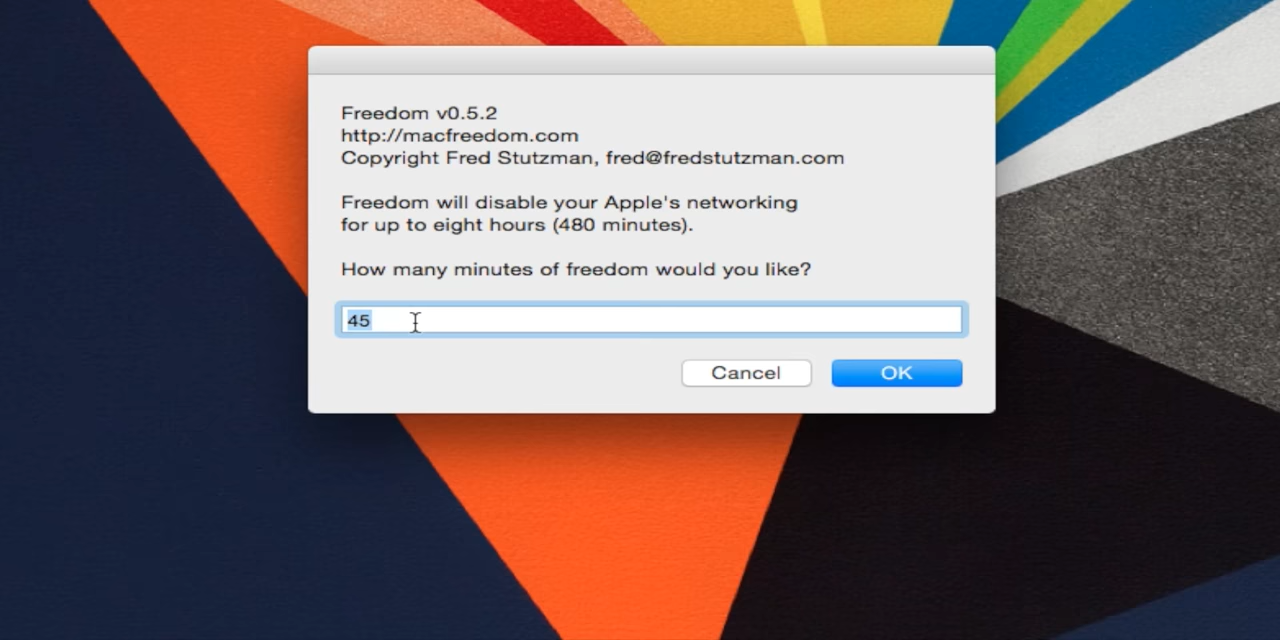 Freedom v0.5.2
http://macfreedom.com
Copyright Fred Stutzman, fred@fredstutzman.com
Freedom will disable your Apple's networking
for up to eight hours (480 minutes).
How many minutes of freedom would you like?
45
Cancel OK